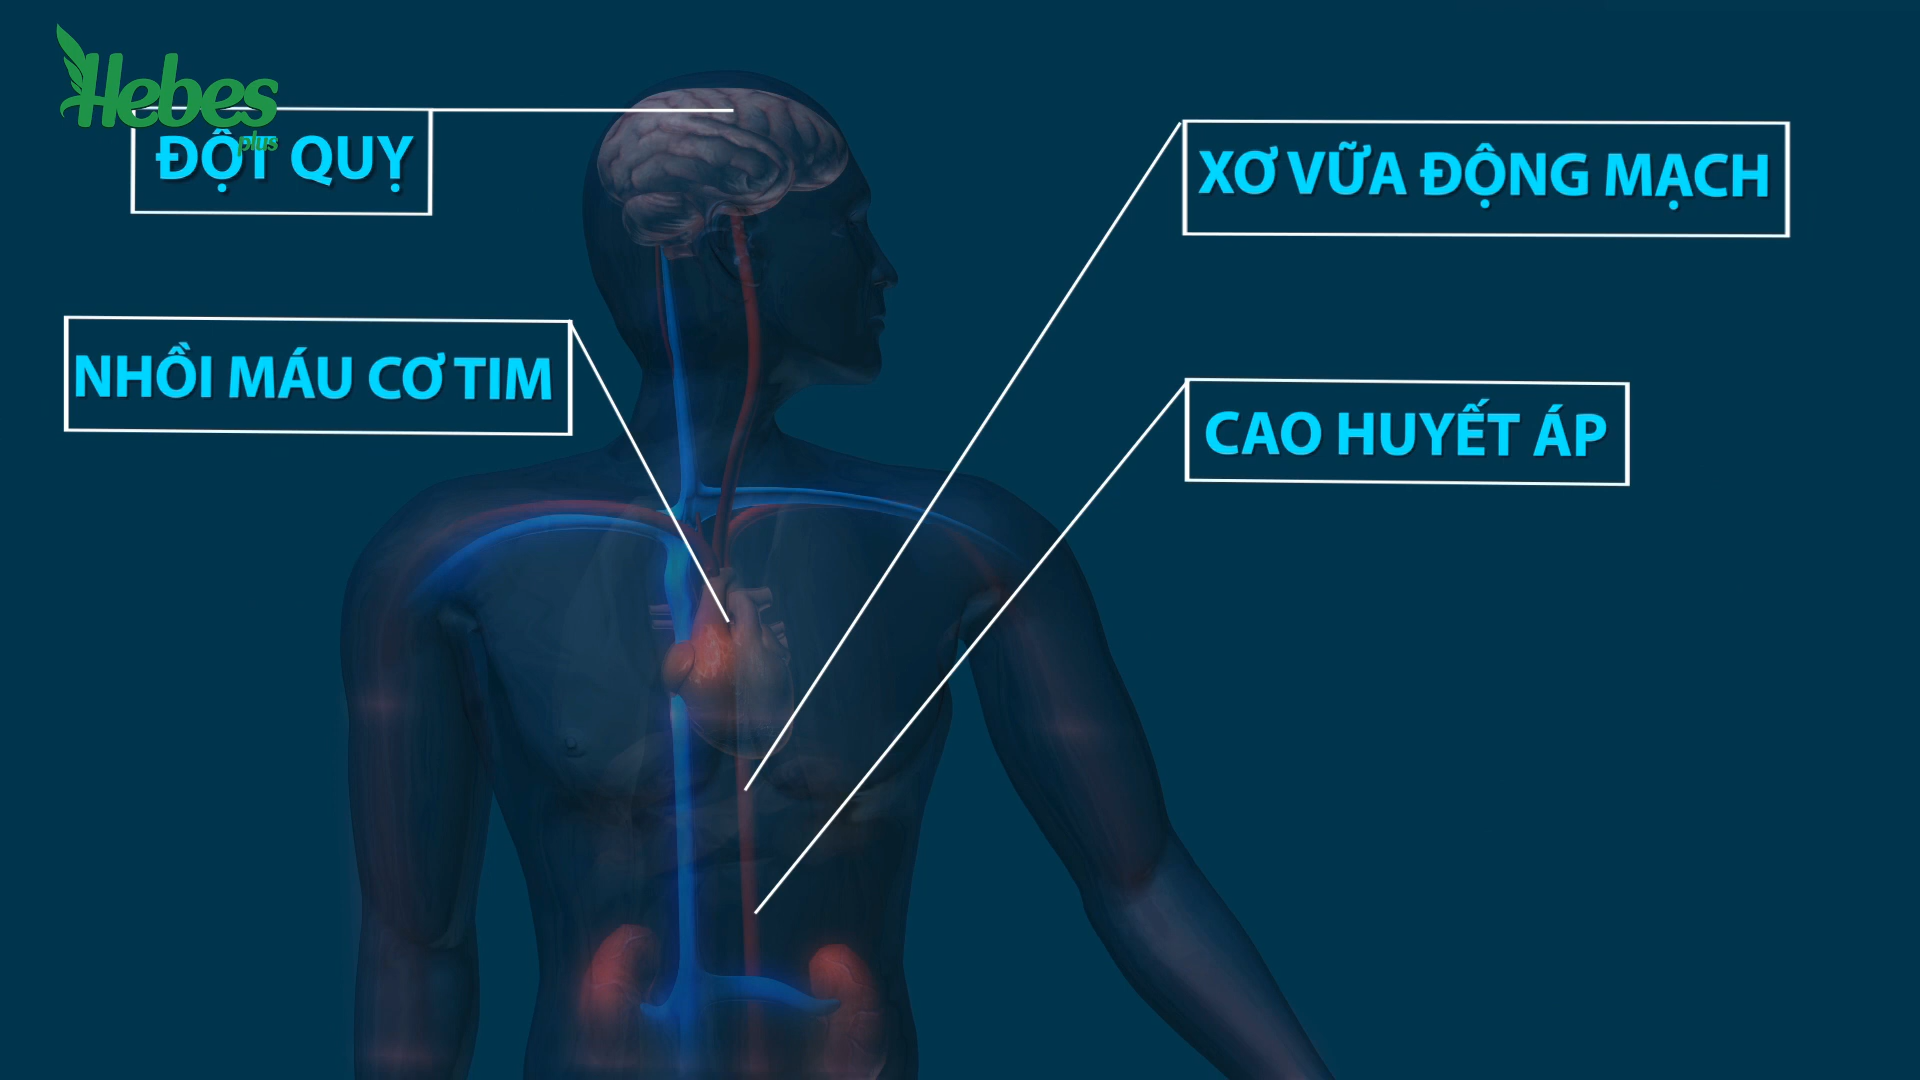 Hebes
plus
ĐỘT QUỴ
XƠ VỮA ĐỘNG MẠCH
NHỒI MÁU CƠ TIM
CAO HUYẾT ÁP